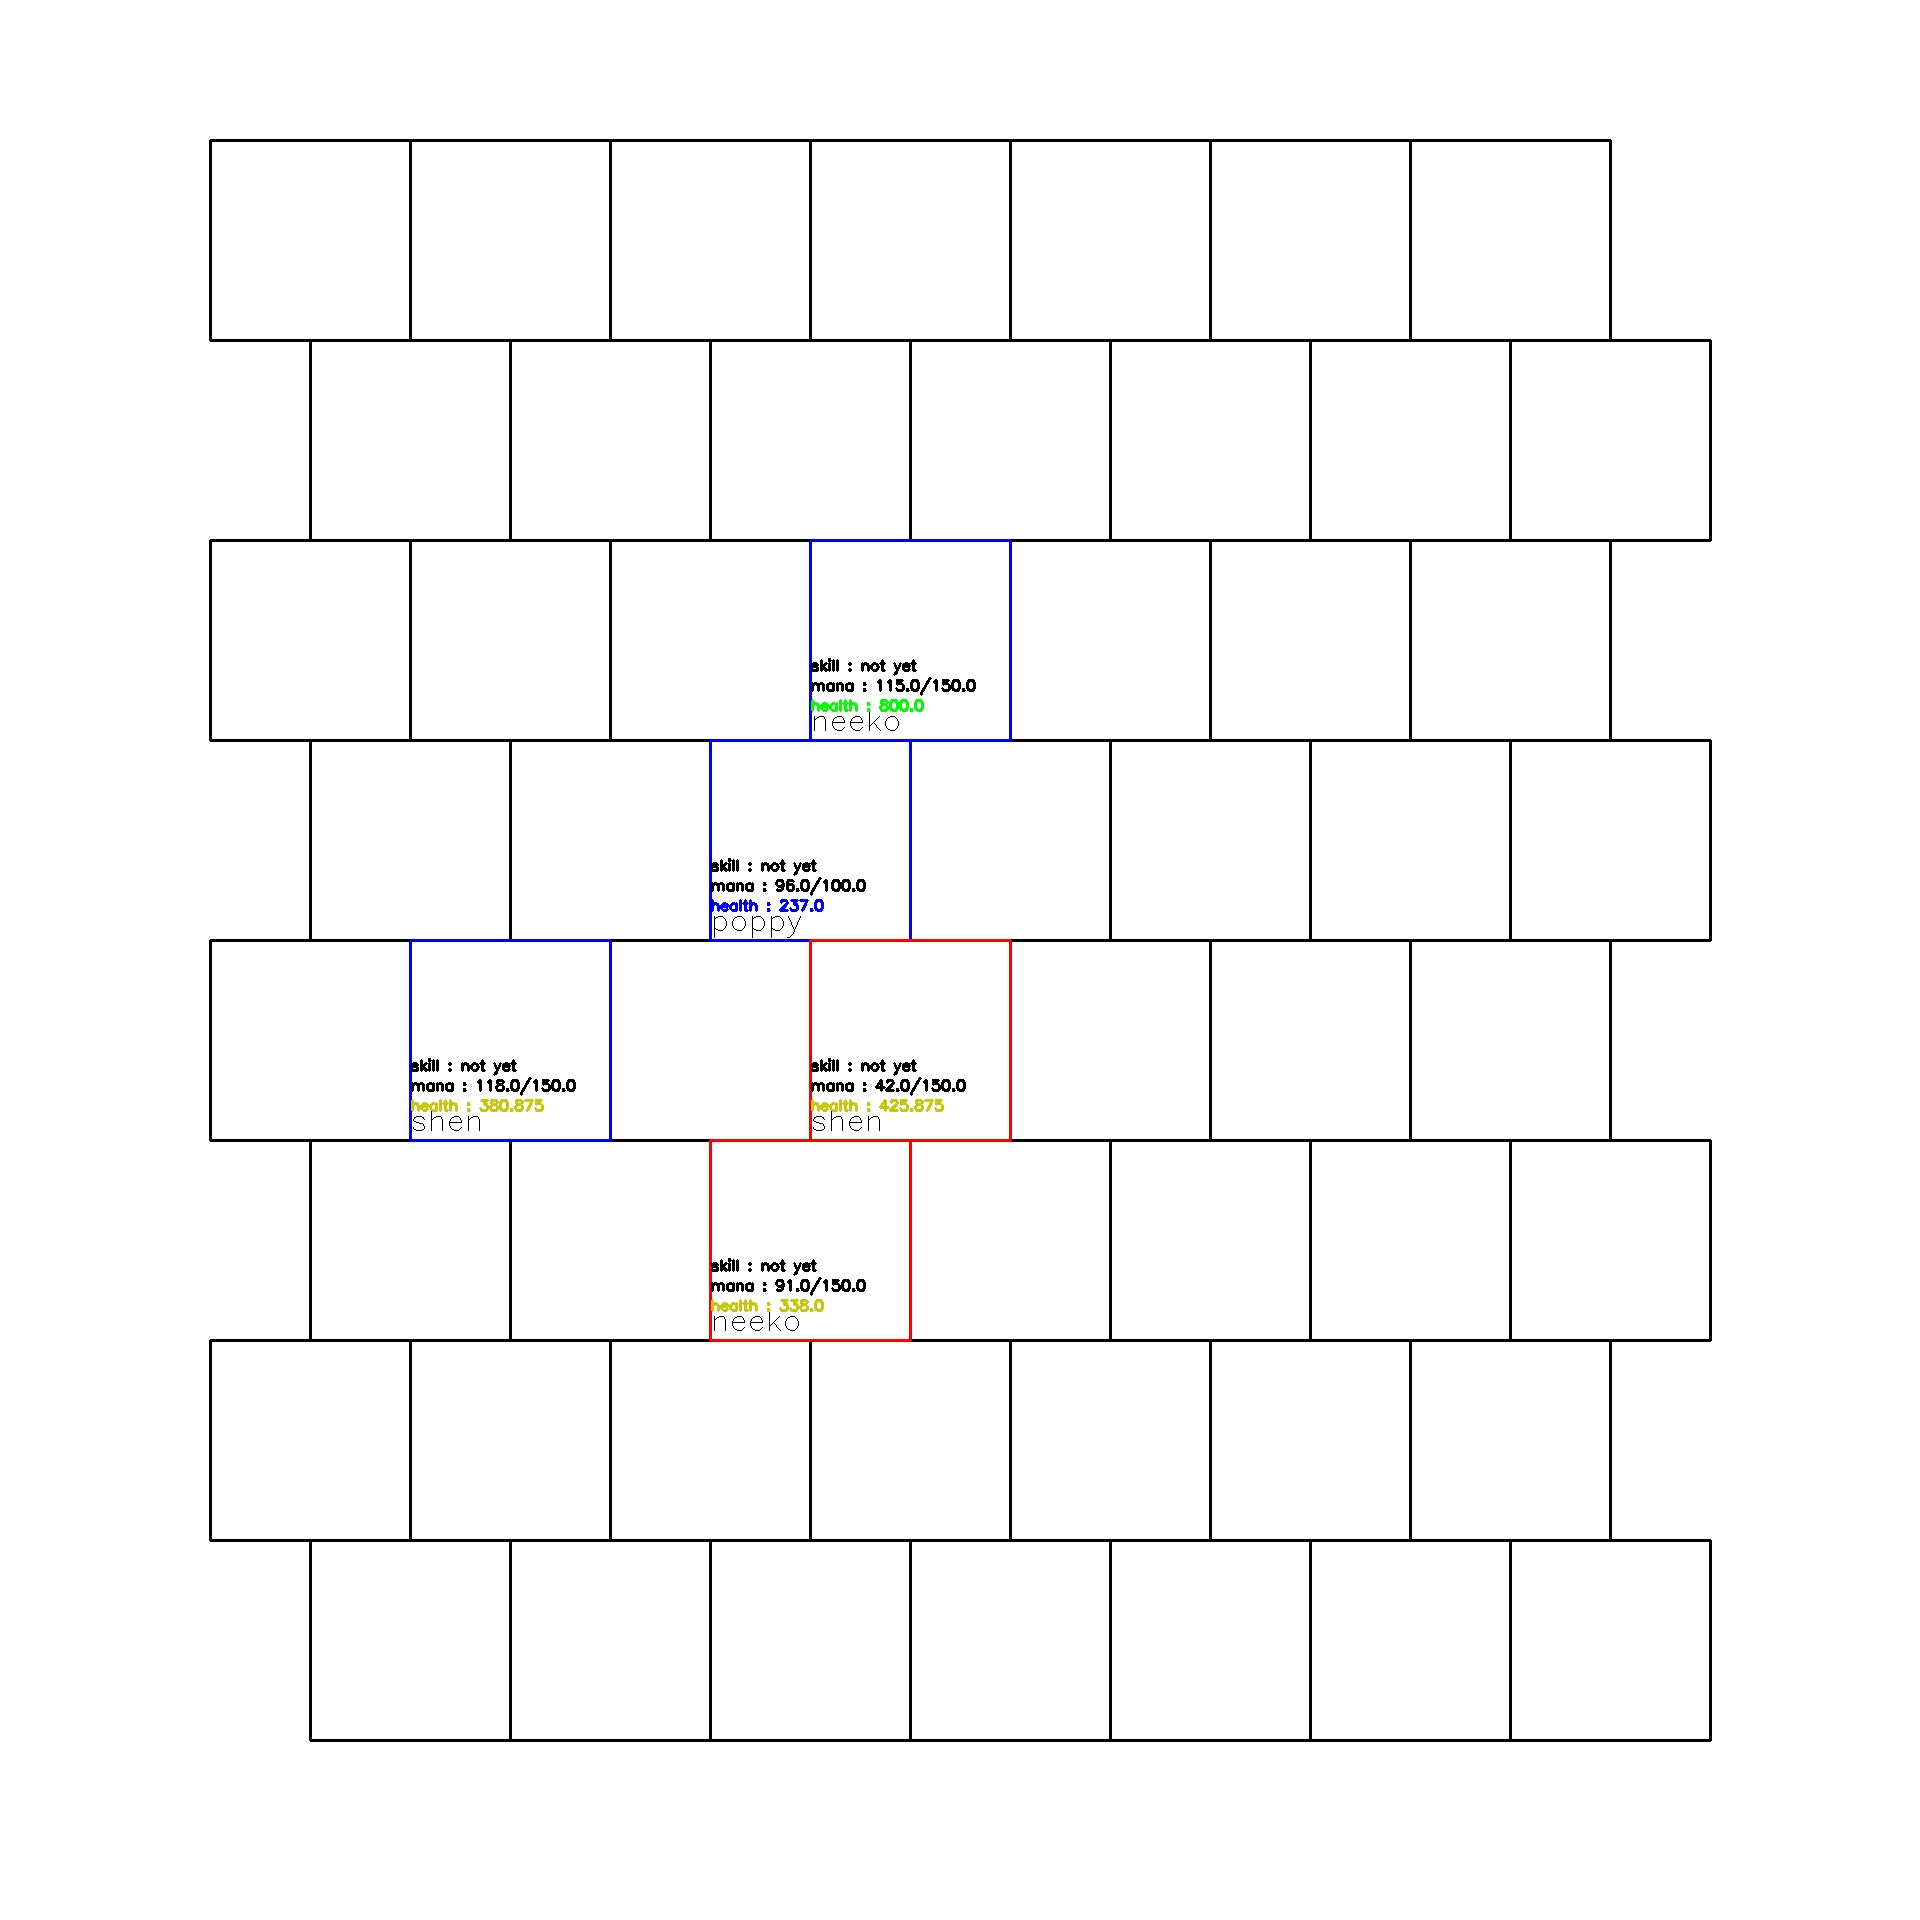 skill : not yet
mana : 115.0/150.0
health : 800.0
neeko
skill : not yet
mana : 96.0/100.0
health : 237.0
poppy
skill : not yet
mana : 118.0/150.0
health : 380.875
shen
skill : not yet
mana : 42.0/150.0
health : 425.875
shen
skill : not yet
mana : 91.0/150.0
health : 338.0
neeko